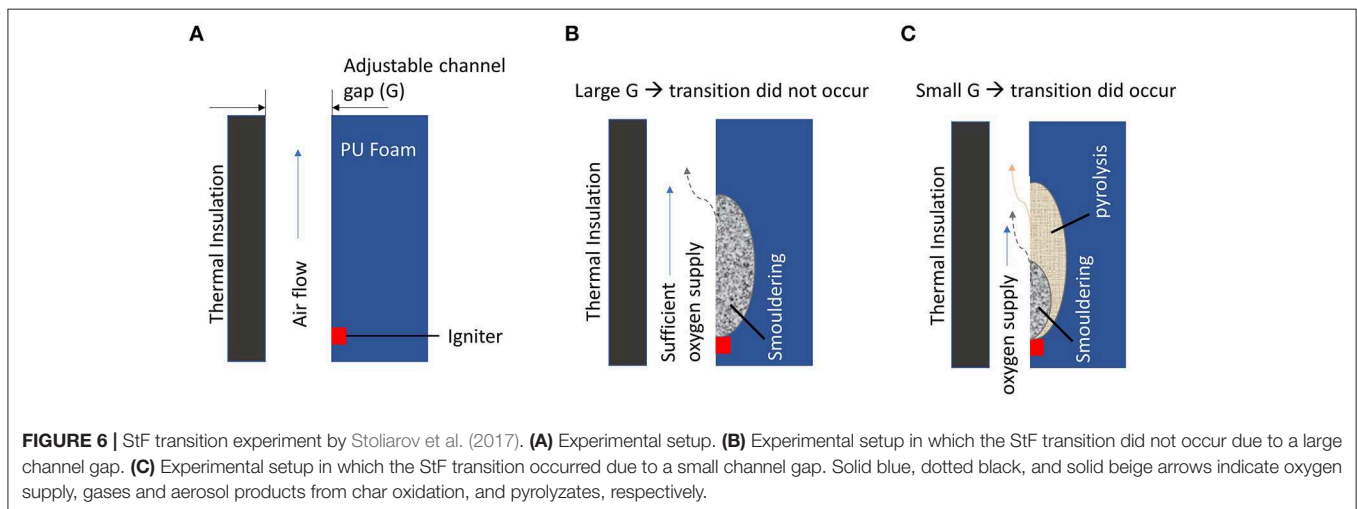 A
Adjustable channel
gap (G)
Thermal Insulation
Air flow
PU Foam
Igniter
B
Large G → transition did not occur
Thermal Insulation
Sufficient
oxygen supply
Smouldering
C
Small G → transition did occur
Thermal Insulation
oxygen supply
pyrolysis
Smouldering
FIGURE 6 | StF transition experiment by Stoliarov et al. (2017). (A) Experimental setup. (B) Experimental setup in which the StF transition did not occur due to a large
channel gap. (C) Experimental setup in which the StF transition occurred due to a small channel gap. Solid blue, dotted black, and solid beige arrows indicate oxygen
supply, gases and aerosol products from char oxidation, and pyrolyzates, respectively.